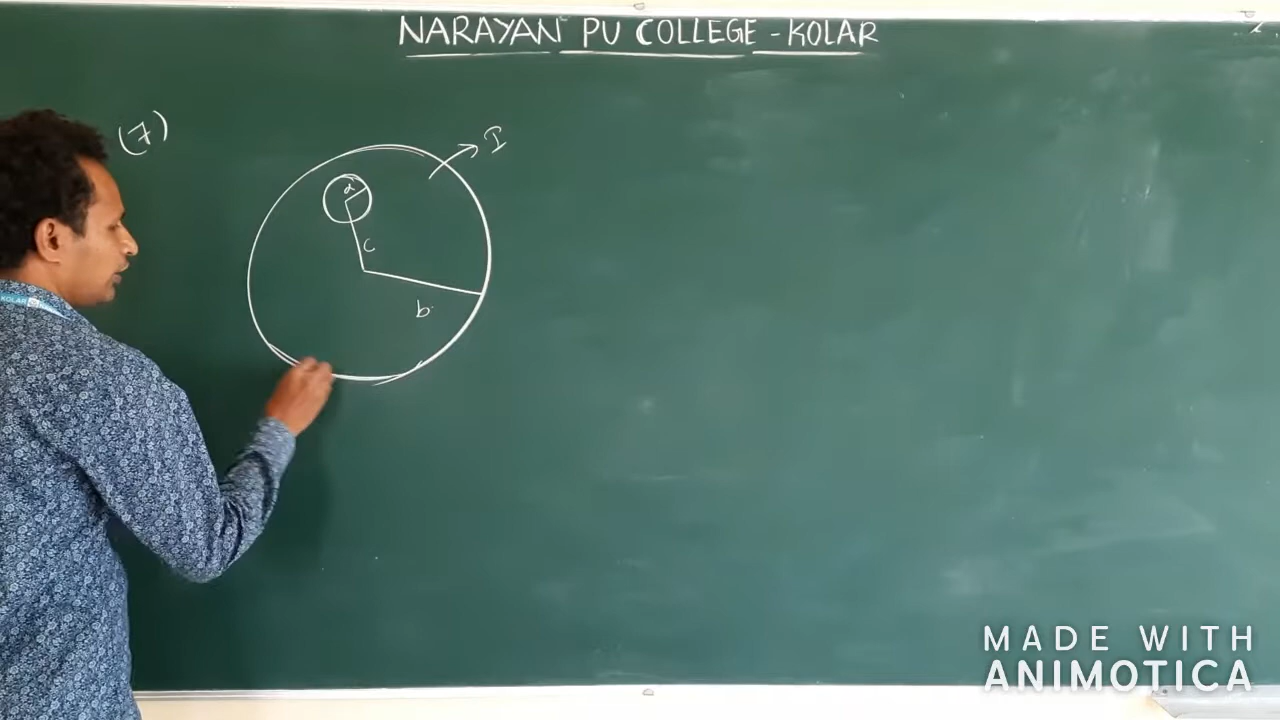 NARAYAN PU COLLEGE - KOLAR
(7)
I
a
c
b
MADE WITH
ANIMOTICA